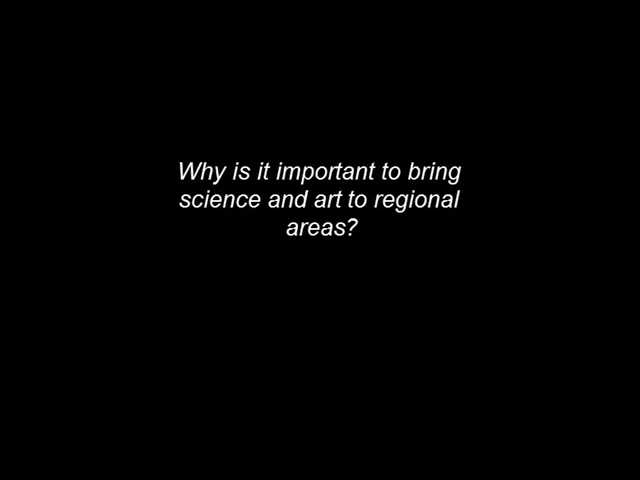 Why is it important to bring
science and art to regional
areas?